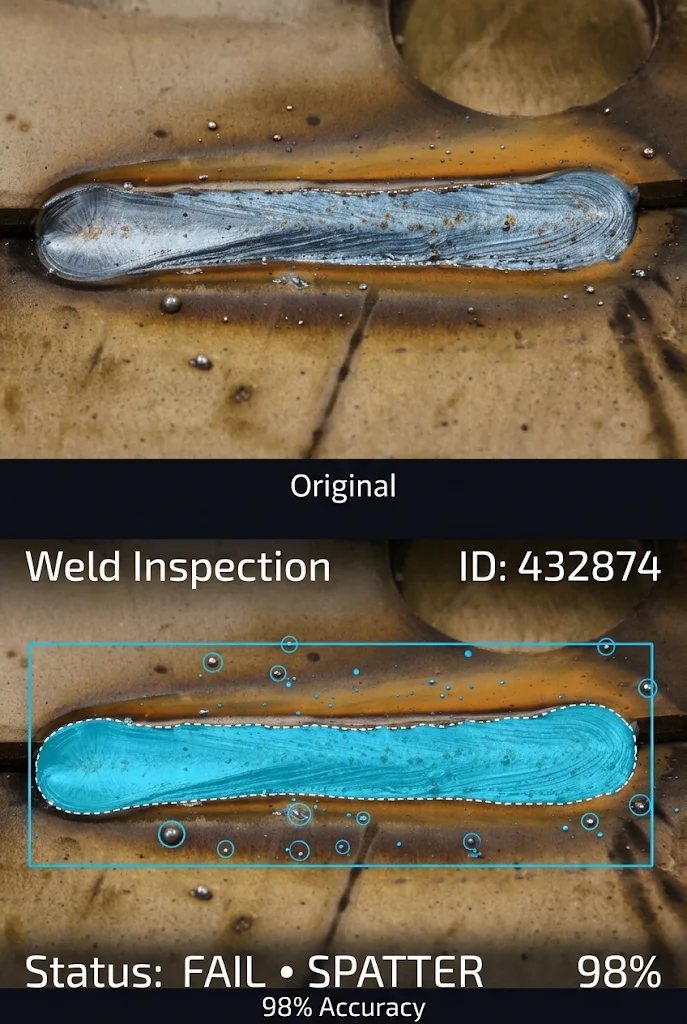 Original
Weld Inspection ID: 432874
Status: FAIL • SPATTER 98%
98% Accuracy